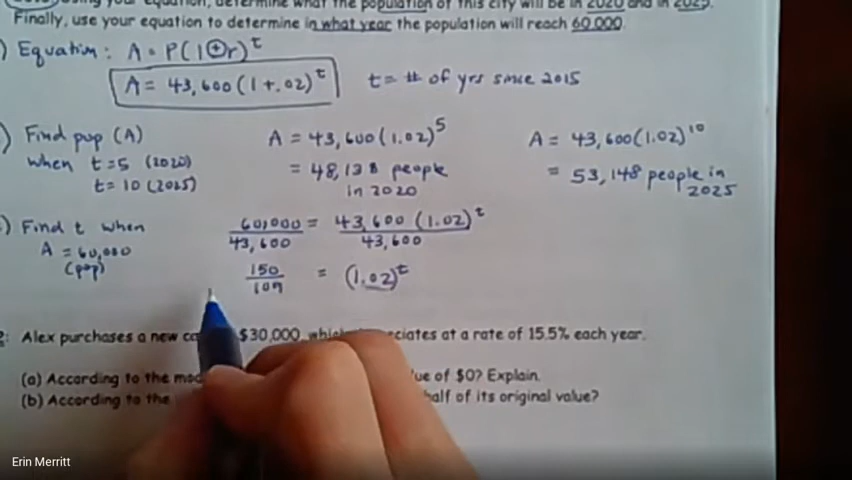 using your equation, determine what the population of this city will be in 2020 and in 2025.
Finally, use your equation to determine in what year the population will reach 60,000.
) Equation: A = P(1+r)^t
A = 43,600(1+.02)^t
t = # of yrs since 2015
) Find pop (A)
when t=5 (2020)
t=10 (2025)
A = 43,600(1.02)^5
= 48,138 people
in 2020
A = 43,600(1.02)^10
= 53,148 people in
2025
) Find t when
A = 60,000
(pop)
60,000 = 43,600 (1.02)^t
43,600 43,600
150 = (1.02)^t
109
: Alex purchases a new $30,000, which depreciates at a rate of 15.5% each year.
(a) According to the of $0? Explain.
(b) According to the half of its original value?
Erin Merritt